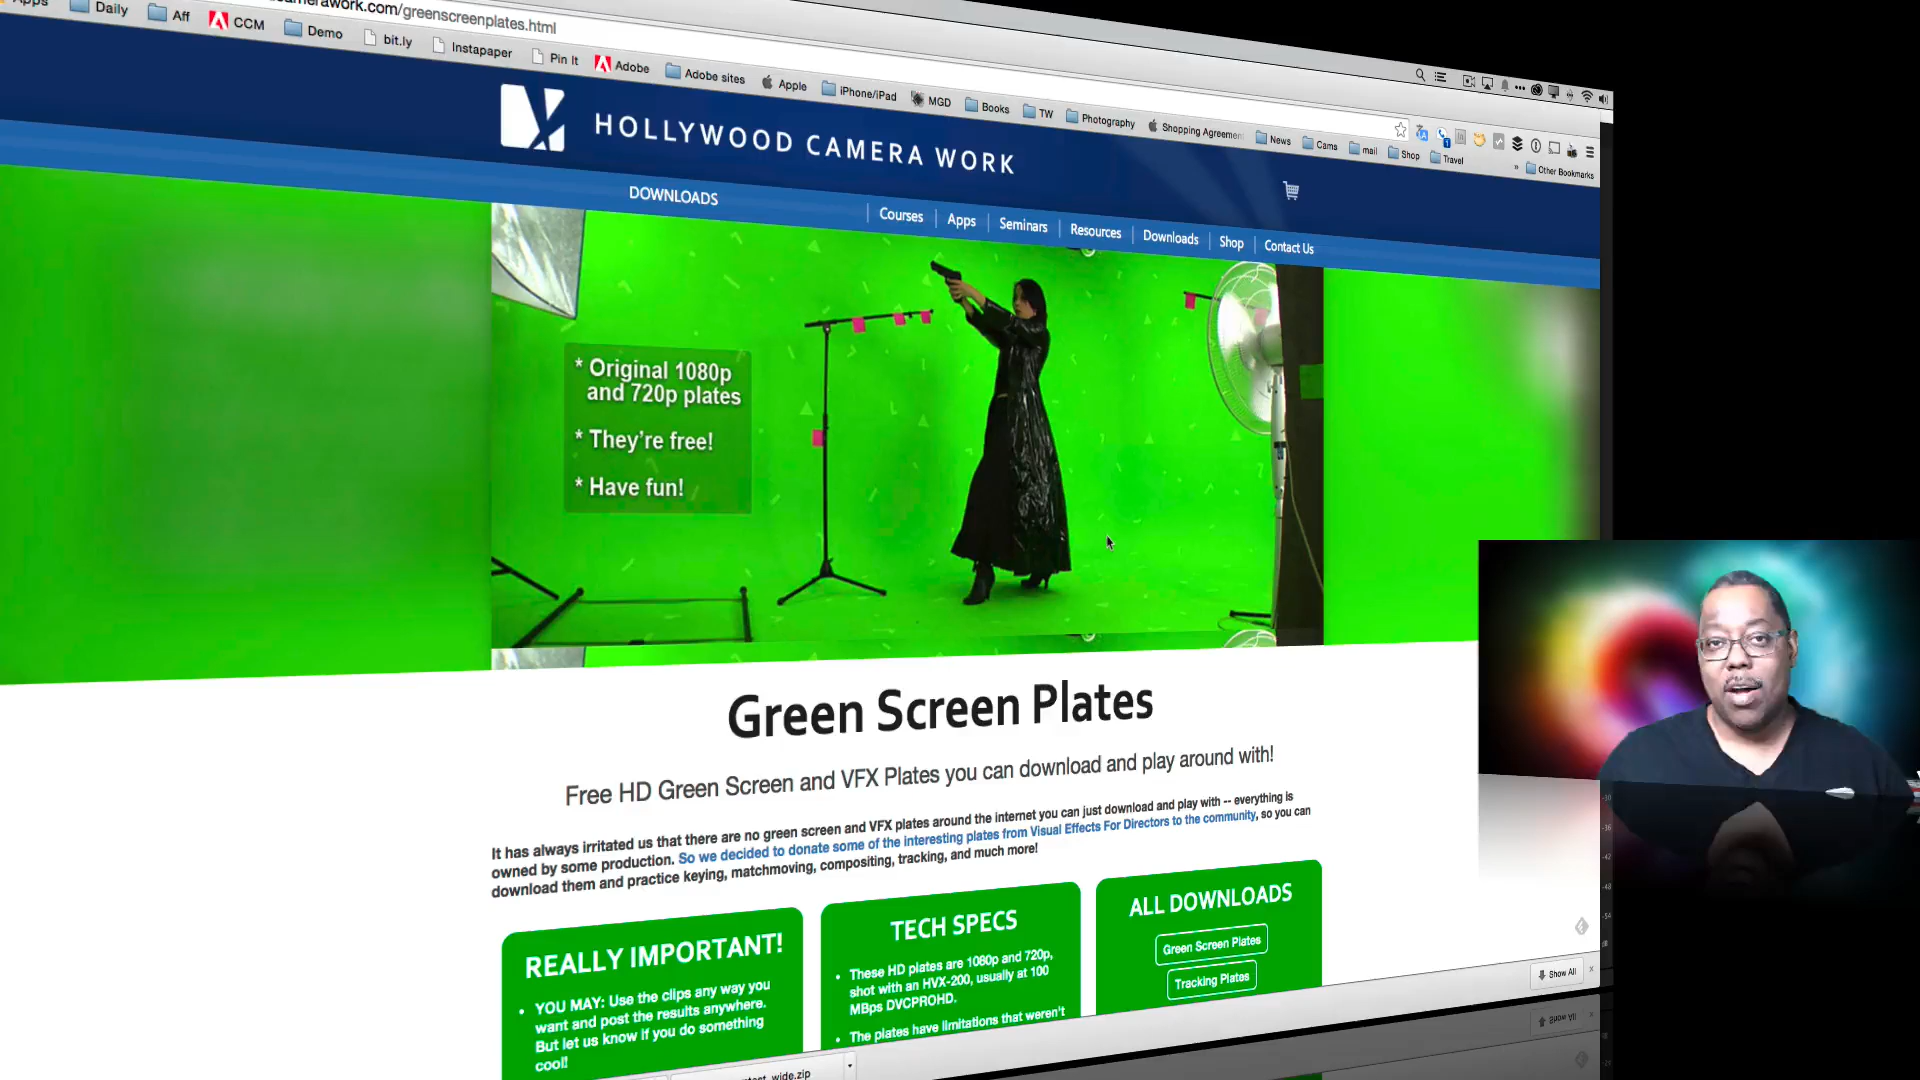 camerawork.com/greenscreenplates.html
Apps
Daily
Aff
CCM
Demo
bit.ly
Instapaper
Pin It
Adobe
Adobe sites
Apple
iPhone/iPad
MGD
Books
TW
Photography
Shopping Agreemen
News
Cams
mail
Shop
Travel
Other Bookmarks
HOLLYWOOD CAMERA WORK
DOWNLOADS
Courses
Apps
Seminars
Resources
Downloads
Shop
Contact Us
* Original 1080p
and 720p plates
* They're free!
* Have fun!
Green Screen Plates
Free HD Green Screen and VFX Plates you can download and play around with!
It has always irritated us that there are no green screen and VFX plates around the internet you can just download and play with -- everything is
owned by some production. So we decided to donate some of the interesting plates from Visual Effects For Directors to the community, so you can
download them and practice keying, matchmoving, compositing, tracking, and much more!
REALLY IMPORTANT!
• YOU MAY: Use the clips any way you
want and post the results anywhere.
But let us know if you do something
cool!
TECH SPECS
• These HD plates are 1080p and 720p,
shot with an HVX-200, usually at 100
MBps DVCPROHD.
• The plates have limitations that weren't
ALL DOWNLOADS
Green Screen Plates
Tracking Plates
Show All
-30
-36
-42
-48
-54
dB
_wide.zip